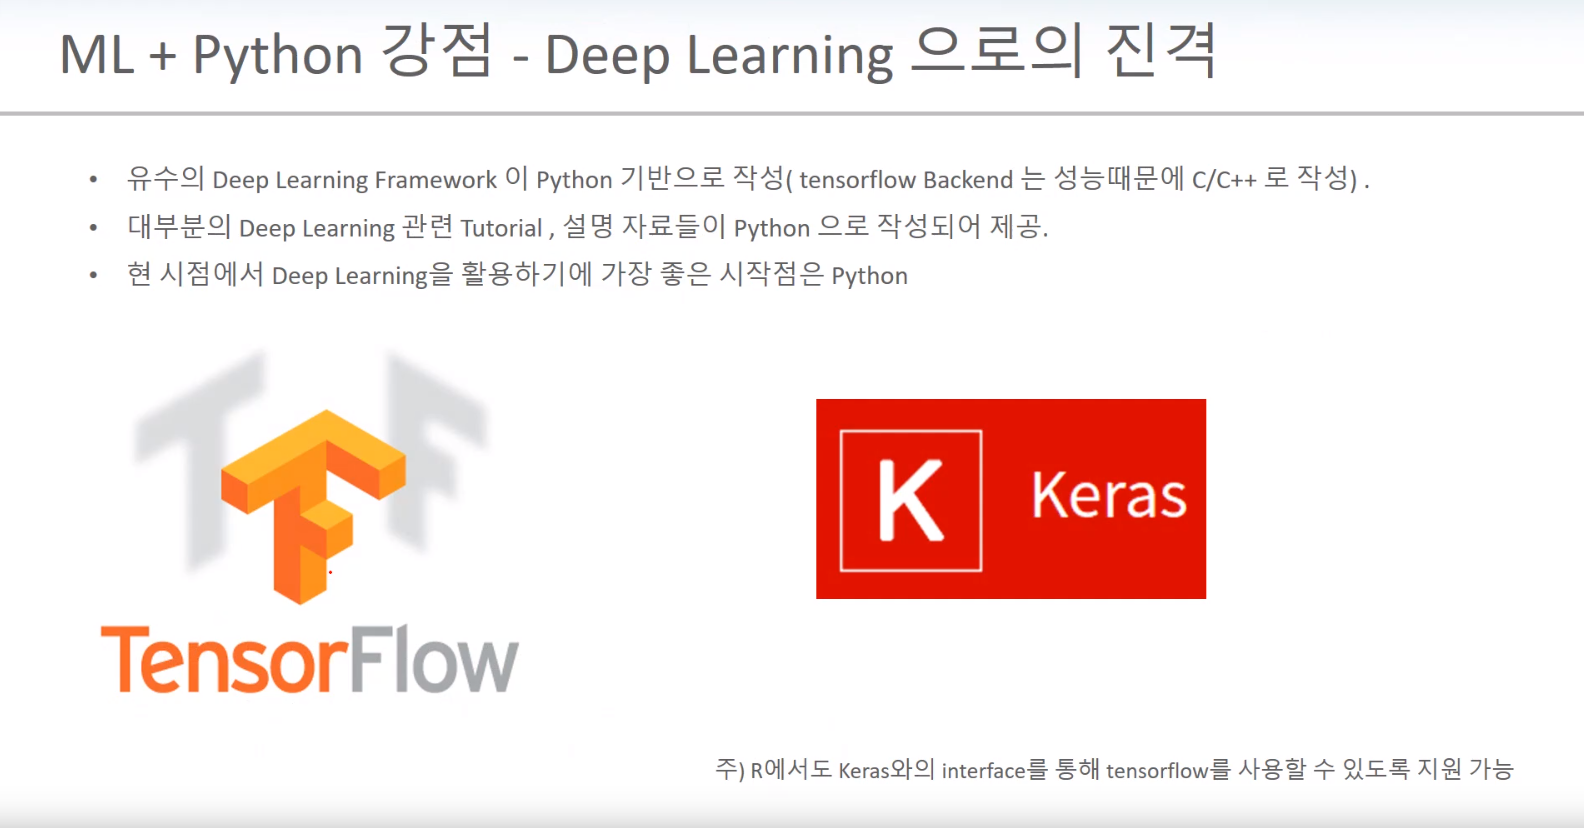 ML + Python 강점 - Deep Learning 으로의 진격
• 유수의 Deep Learning Framework 이 Python 기반으로 작성( tensorflow Backend 는 성능때문에 C/C++ 로 작성) .
• 대부분의 Deep Learning 관련 Tutorial , 설명 자료들이 Python 으로 작성되어 제공.
• 현 시점에서 Deep Learning을 활용하기에 가장 좋은 시작점은 Python
TensorFlow
K Keras
주) R에서도 Keras와의 interface를 통해 tensorflow를 사용할 수 있도록 지원 가능